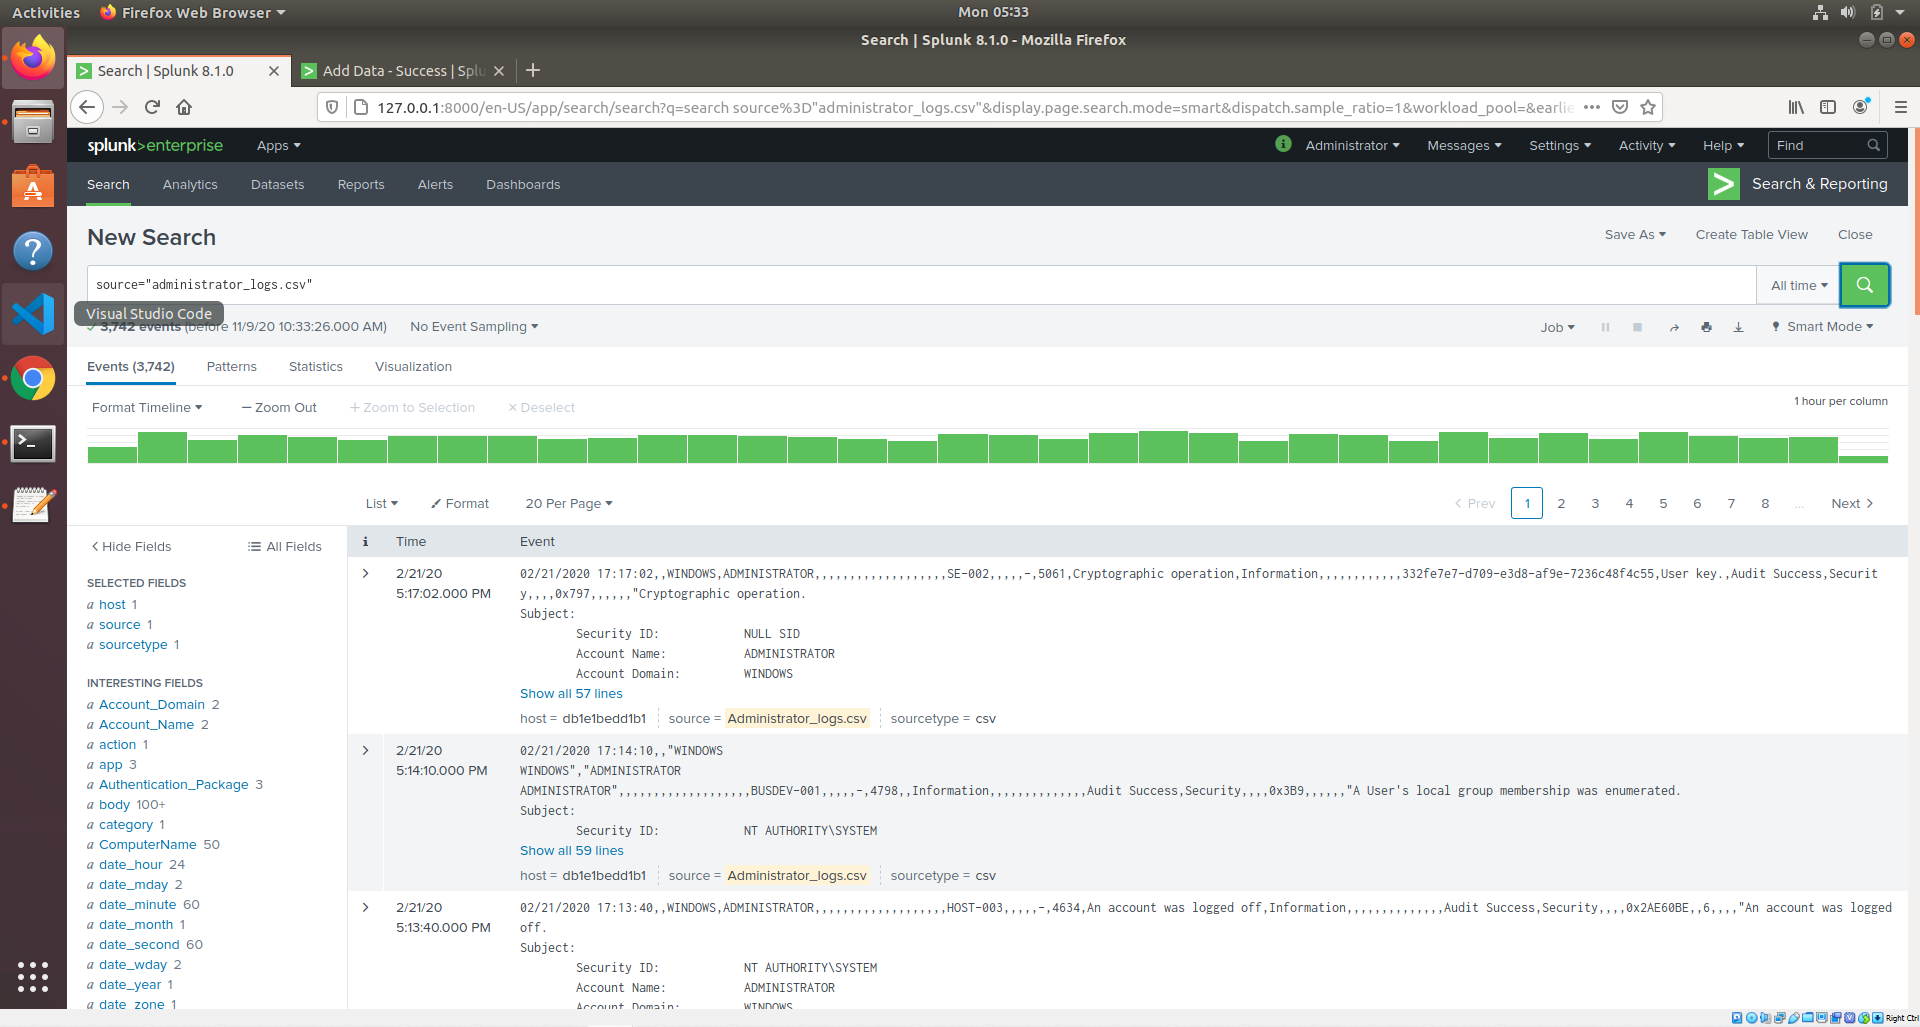 Activities Firefox Web Browser Mon 05:33
Search | Splunk 8.1.0 - Mozilla Firefox
Search | Splunk 8.1.0 Add Data - Success | Splu
127.0.0.1:8000/en-US/app/search/search?q=search source%3D"administrator_logs.csv"&display.page.search.mode=smart&dispatch.sample_ratio=1&workload_pool=&earlie
splunk>enterprise Apps Administrator Messages Settings Activity Help Find
Search Analytics Datasets Reports Alerts Dashboards Search & Reporting
New Search Save As Create Table View Close
source="administrator_logs.csv" All time
Visual Studio Code
3,742 events (before 11/9/20 10:33:26.000 AM) No Event Sampling Job Smart Mode
Events (3,742) Patterns Statistics Visualization
Format Timeline — Zoom Out + Zoom to Selection × Deselect 1 hour per column
List Format 20 Per Page < Prev 1 2 3 4 5 6 7 8 ... Next >
< Hide Fields All Fields
SELECTED FIELDS
a host 1
a source 1
a sourcetype 1
INTERESTING FIELDS
a Account_Domain 2
a Account_Name 2
a action 1
a app 3
a Authentication_Package 3
a body 100+
a category 1
a ComputerName 50
a date_hour 24
a date_mday 2
a date_minute 60
a date_month 1
a date_second 60
a date_wday 2
a date_year 1
a date_zone 1
i Time Event
2/21/20
5:17:02.000 PM
02/21/2020 17:17:02,,WINDOWS,ADMINISTRATOR,,,,,,,,,,,,,,,,,,,SE-002,,,,,-,5061,Cryptographic operation,Information,,,,,,,,,,,,332fe7e7-d709-e3d8-af9e-7236c48f4c55,User key.,Audit Success,Securit
y,,,,0x797,,,,,,"Cryptographic operation.
Subject:
Security ID: NULL SID
Account Name: ADMINISTRATOR
Account Domain: WINDOWS
Show all 57 lines
host = db1e1bedd1b1 source = Administrator_logs.csv sourcetype = csv
2/21/20
5:14:10.000 PM
02/21/2020 17:14:10,,"WINDOWS
WINDOWS","ADMINISTRATOR
ADMINISTRATOR",,,,,,,,,,,,,,,,,,,BUSDEV-001,,,,,-,4798,,Information,,,,,,,,,,,,,,Audit Success,Security,,,,0x3B9,,,,,,"A User's local group membership was enumerated.
Subject:
Security ID: NT AUTHORITY\SYSTEM
Show all 59 lines
host = db1e1bedd1b1 source = Administrator_logs.csv sourcetype = csv
2/21/20
5:13:40.000 PM
02/21/2020 17:13:40,,WINDOWS,ADMINISTRATOR,,,,,,,,,,,,,,,,,,,HOST-003,,,,,-,4634,An account was logged off,Information,,,,,,,,,,,,,,Audit Success,Security,,,,0x2AE60BE,,6,,,,"An account was logged
off.
Subject:
Security ID: NT AUTHORITY\SYSTEM
Account Name: ADMINISTRATOR
Account Domain: WINDOWS
Right Ctrl